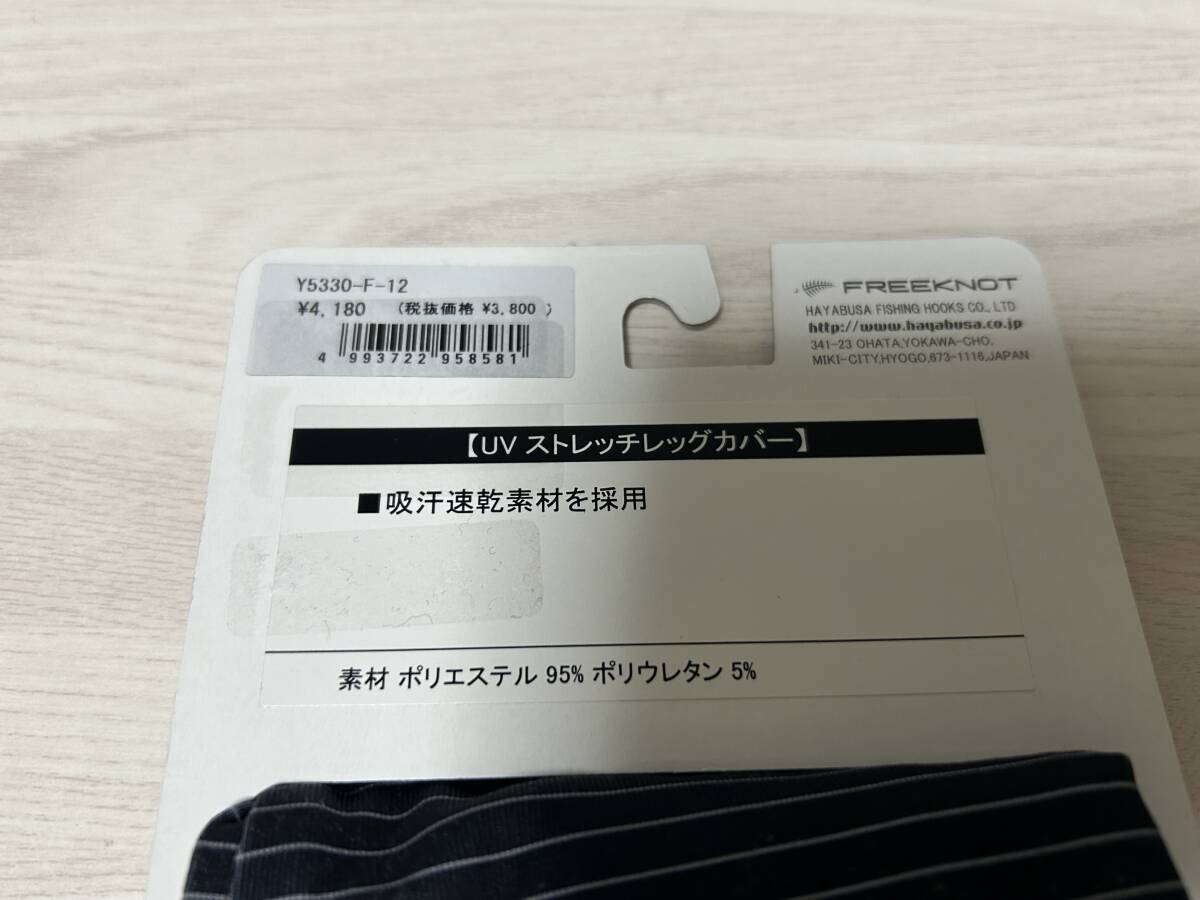 Y5330-F-12
¥4,180 (税抜価格 ¥3,800 )
4 993722 958581
FREEKNOT
HAYABUSA FISHING HOOKS CO., LTD
http://www.hayabusa.co.jp
341-23 OHATA,YOKAWA-CHO.
MIKI-CITY,HYOGO,673-1116,JAPAN
【UV ストレッチレッグカバー】
■吸汗速乾素材を採用
素材 ポリエステル 95% ポリウレタン 5%